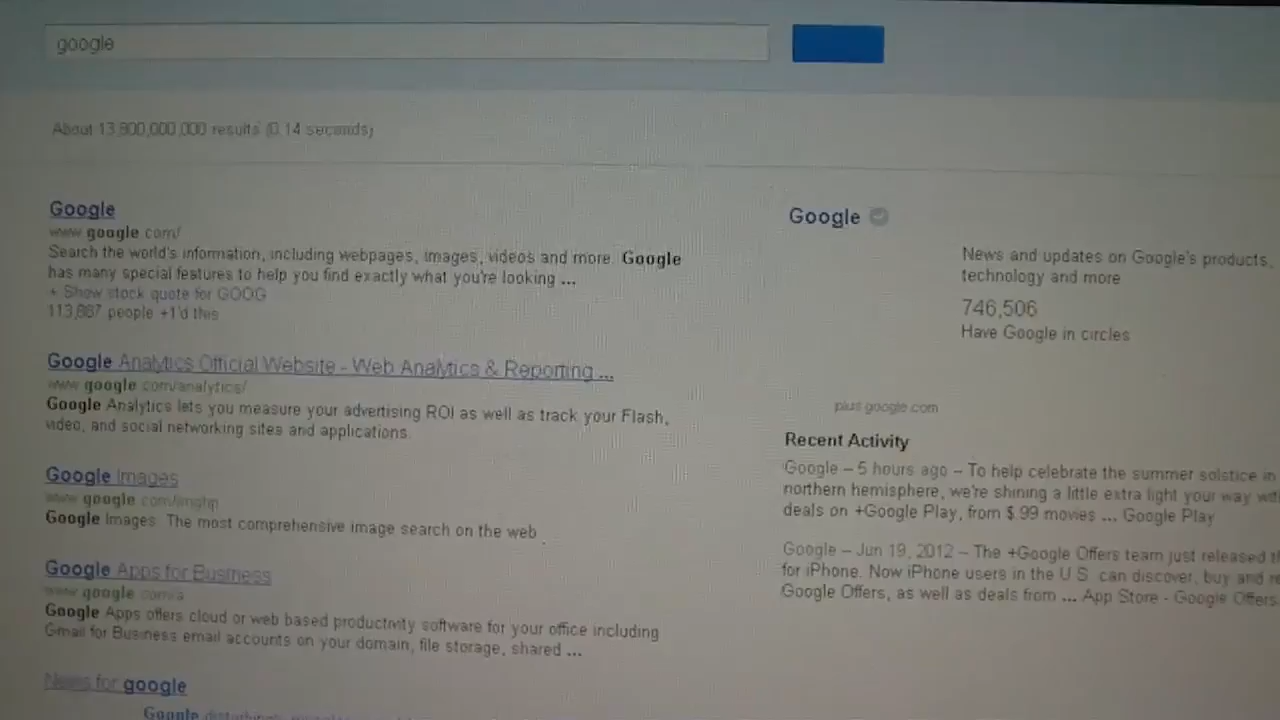 google
About 13,800,000,000 results (0.14 seconds)
Google
www.google.com/
Search the world's information, including webpages, images, videos and more. Google
has many special features to help you find exactly what you're looking ...
+ Show stock quote for GOOG
people +1'd this
Google Analytics Official Website - Web Analytics & Reporting ...
www.google.com/analytics/
Google Analytics lets you measure your advertising ROI as well as track your Flash,
video, and social networking sites and applications.
Google Images
www.google.com/imghp
Google Images. The most comprehensive image search on the web.
Google Apps for Business
www.google.com/a
Google Apps offers cloud or web based productivity software for your office including
Gmail for Business email accounts on your domain, file storage, shared ...
News for google
Google
Google
News and updates on Google's products,
technology and more
746,506
Have Google in circles
plus.google.com
Recent Activity
Google – 5 hours ago – To help celebrate the summer solstice in
northern hemisphere, we're shining a little extra light your way
deals on +Google Play, from $.99 movies ... Google Play
Google – Jun 19, 2012 – The +Google Offers team just released
for iPhone. Now iPhone users in the U.S. can discover, buy and
Google Offers, as well as deals from ... App Store - Google Offers